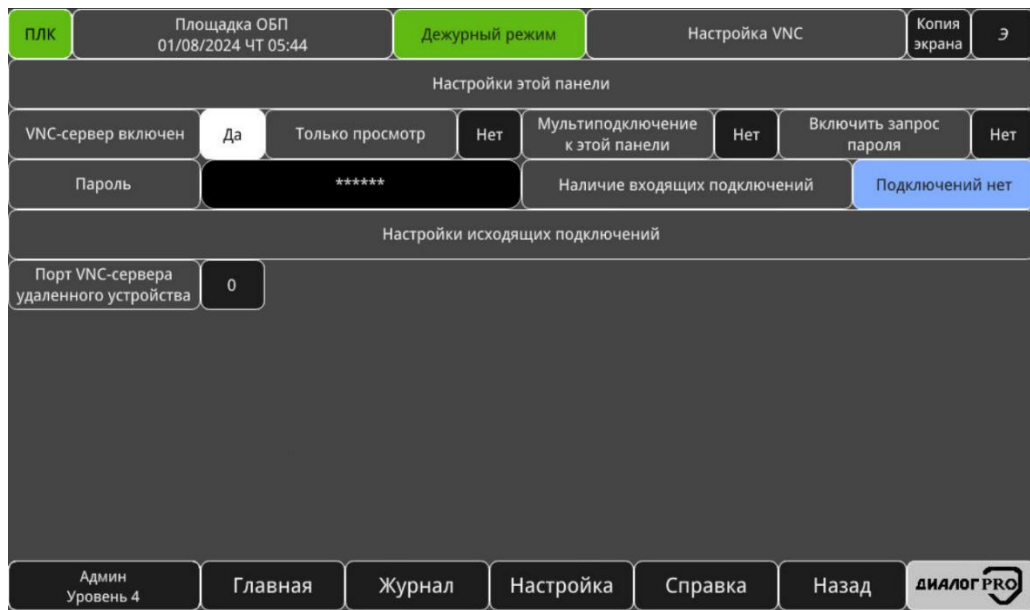 ПЛК
Площадка ОБП
01/08/2024 ЧТ 05:44
Дежурный режим
Настройка VNC
Копия
экрана
Э
Настройки этой панели
VNC-сервер включен
Да
Только просмотр
Нет
Мультиподключение
к этой панели
Нет
Включить запрос
пароля
Нет
Пароль
******
Наличие входящих подключений
Подключений нет
Настройки исходящих подключений
Порт VNC-сервера
удаленного устройства
0
Админ
Уровень 4
Главная
Журнал
Настройка
Справка
Назад
ДИАЛОГ PRO